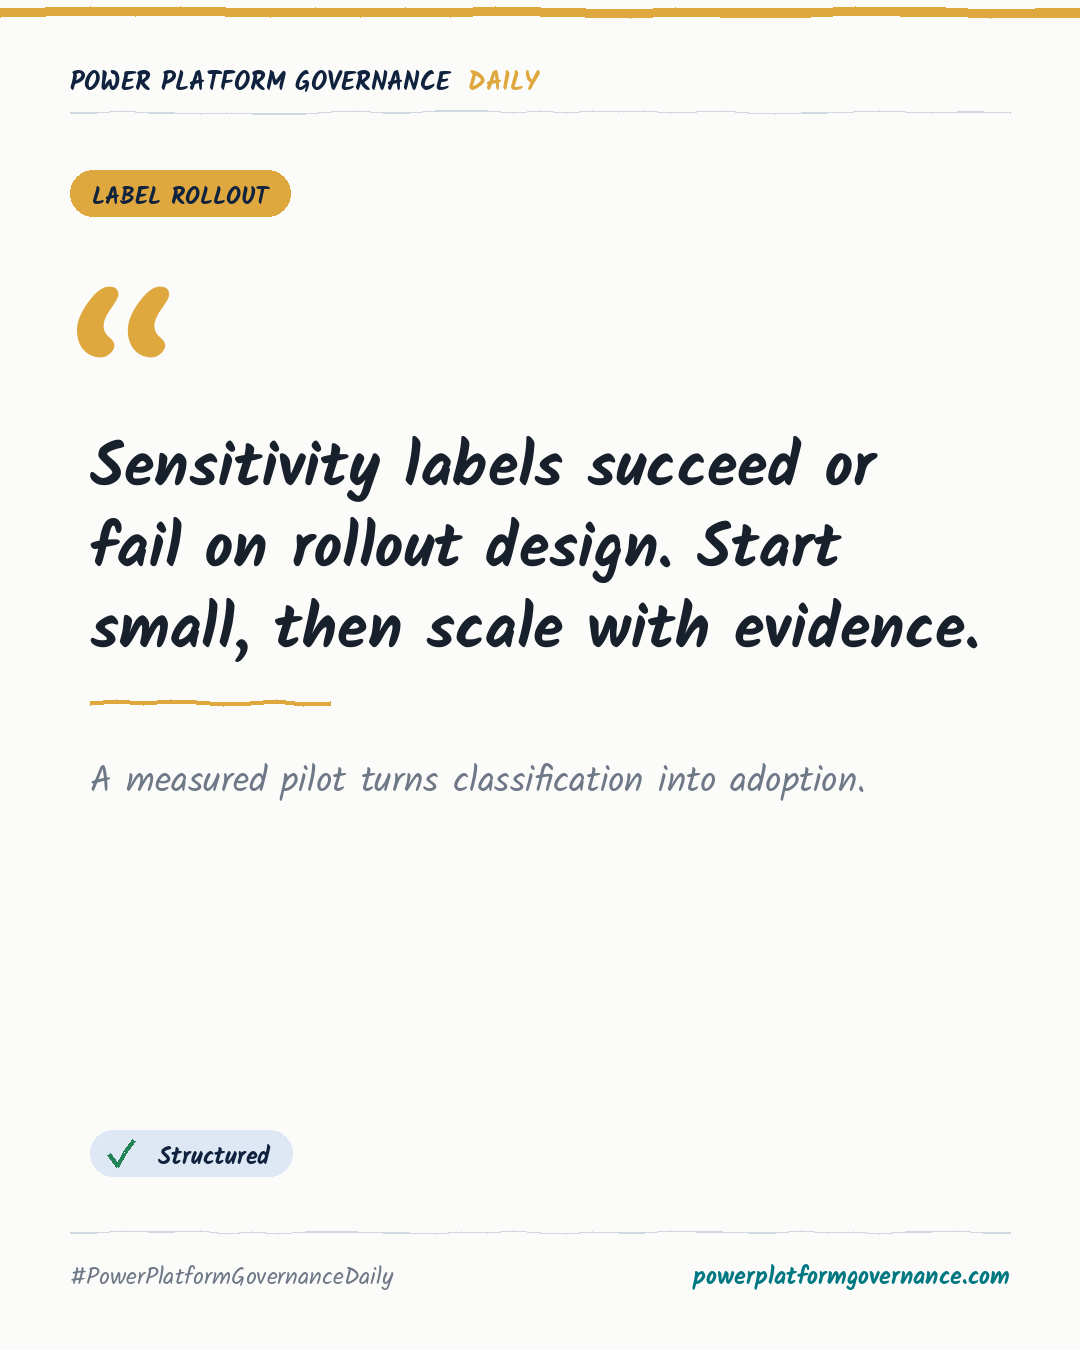 POWER PLATFORM GOVERNANCE DAILY
LABEL ROLLOUT
“
Sensitivity labels succeed or
fail on rollout design. Start
small, then scale with evidence.
A measured pilot turns classification into adoption.
✓ Structured
#PowerPlatformGovernanceDaily
powerplatformgovernance.com